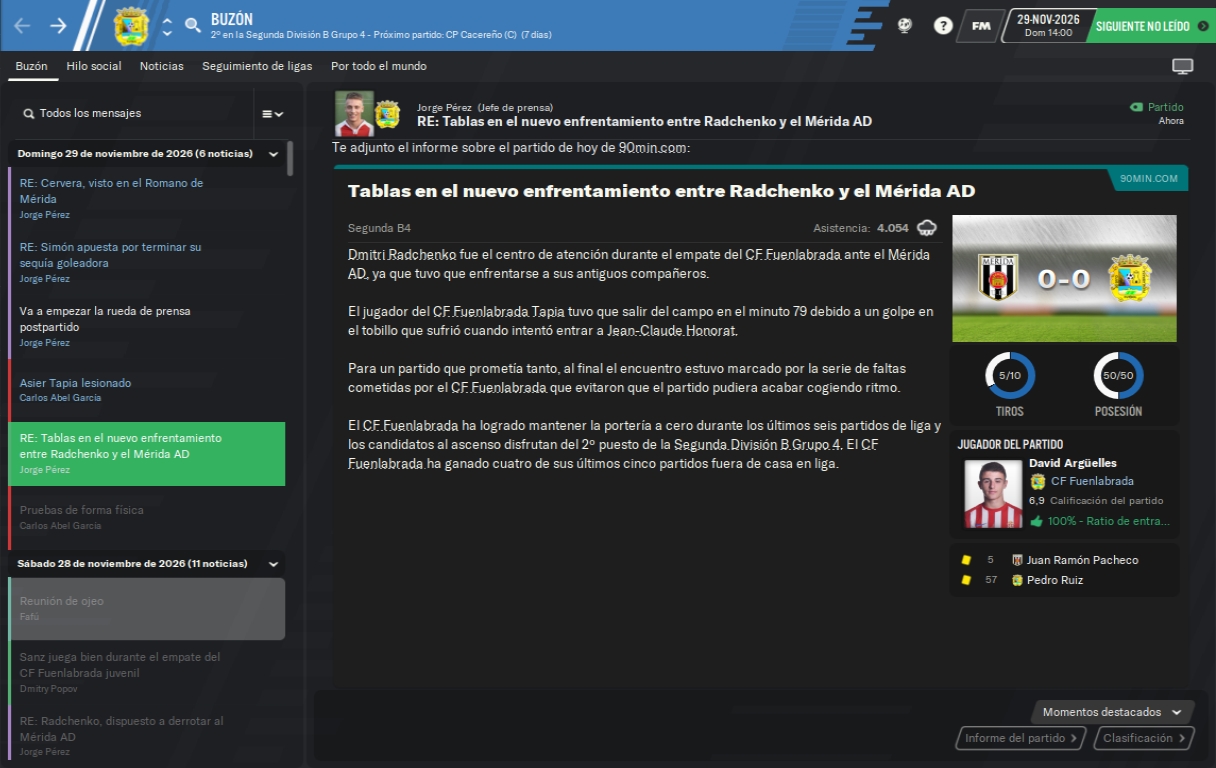 BUZÓN
2º en la Segunda División B Grupo 4 - Próximo partido: CP Cacereño (C) (7 días)
FM
29-NOV-2026
Dom 14:00
SIGUIENTE NO LEÍDO
Buzón
Hilo social
Noticias
Seguimiento de ligas
Por todo el mundo
Todos los mensajes
Domingo 29 de noviembre de 2026 (6 noticias)
RE: Cervera, visto en el Romano de
Mérida
Jorge Pérez
RE: Simón apuesta por terminar su
sequía goleadora
Jorge Pérez
Va a empezar la rueda de prensa
postpartido
Jorge Pérez
Asier Tapia lesionado
Carlos Abel García
RE: Tablas en el nuevo enfrentamiento
entre Radchenko y el Mérida AD
Jorge Pérez
Pruebas de forma física
Carlos Abel García
Sábado 28 de noviembre de 2026 (11 noticias)
Reunión de ojeo
Fafú
Sanz juega bien durante el empate del
CF Fuenlabrada juvenil
Dmitry Popov
RE: Radchenko, dispuesto a derrotar al
Mérida AD
Jorge Pérez
Jorge Pérez (Jefe de prensa)
RE: Tablas en el nuevo enfrentamiento entre Radchenko y el Mérida AD
Partido
Ahora
Te adjunto el informe sobre el partido de hoy de 90min.com:
90MIN.COM
Tablas en el nuevo enfrentamiento entre Radchenko y el Mérida AD
Segunda B4
Asistencia: 4.054
Dmitri Radchenko fue el centro de atención durante el empate del CF Fuenlabrada ante el Mérida
AD, ya que tuvo que enfrentarse a sus antiguos compañeros.
El jugador del CF Fuenlabrada Tapia tuvo que salir del campo en el minuto 79 debido a un golpe en
el tobillo que sufrió cuando intentó entrar a Jean-Claude Honorat.
Para un partido que prometía tanto, al final el encuentro estuvo marcado por la serie de faltas
cometidas por el CF Fuenlabrada que evitaron que el partido pudiera acabar cogiendo ritmo.
El CF Fuenlabrada ha logrado mantener la portería a cero durante los últimos seis partidos de liga y
los candidatos al ascenso disfrutan del 2º puesto de la Segunda División B Grupo 4. El CF
Fuenlabrada ha ganado cuatro de sus últimos cinco partidos fuera de casa en liga.
MÉRIDA
0-0
5/10
50/50
TIROS
POSESIÓN
JUGADOR DEL PARTIDO
David Argüelles
CF Fuenlabrada
6,9 Calificación del partido
100% - Ratio de entra...
5 Juan Ramón Pacheco
57 Pedro Ruiz
Momentos destacados
Informe del partido
Clasificación